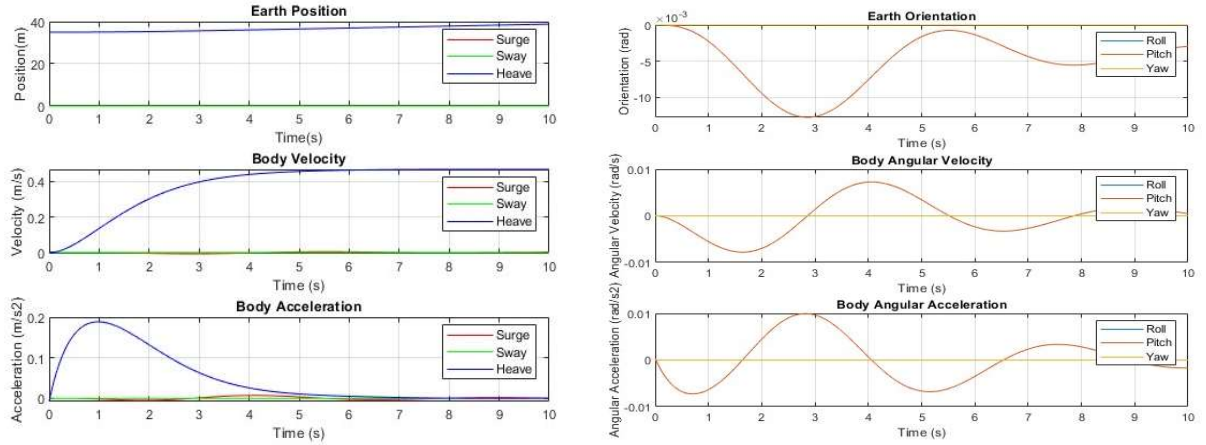 Earth Position
Position(m)
40
20
0
Surge
Sway
Heave
0 1 2 3 4 5 6 7 8 9 10
Time(s)
Body Velocity
Velocity (m/s)
0.4
0.2
0
Surge
Sway
Heave
0 1 2 3 4 5 6 7 8 9 10
Time (s)
Body Acceleration
Acceleration (m/s2)
0.2
0.1
0
Surge
Sway
Heave
0 1 2 3 4 5 6 7 8 9 10
Time (s)
×10-3
Earth Orientation
Orientation (rad)
0
-5
-10
Roll
Pitch
Yaw
0 1 2 3 4 5 6 7 8 9 10
Time (s)
Body Angular Velocity
Angular Velocity (rad/s)
0.01
0
-0.01
Roll
Pitch
Yaw
0 1 2 3 4 5 6 7 8 9 10
Time (s)
Body Angular Acceleration
Angular Acceleration (rad/s2)
0.01
0
-0.01
Roll
Pitch
Yaw
0 1 2 3 4 5 6 7 8 9 10
Time (s)